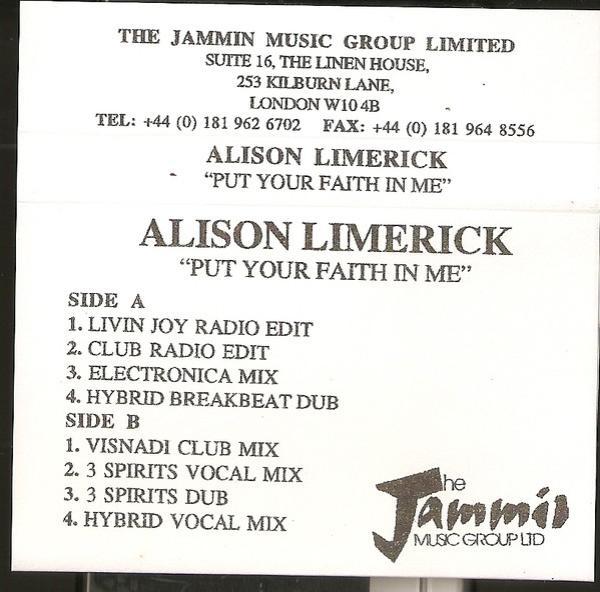 THE JAMMIN MUSIC GROUP LIMITED
SUITE 16, THE LINEN HOUSE,
253 KILBURN LANE,
LONDON W10 4B
TEL: +44 (0) 181 962 6702 FAX: +44 (0) 181 964 8556
ALISON LIMERICK
“PUT YOUR FAITH IN ME”
ALISON LIMERICK
“PUT YOUR FAITH IN ME”
SIDE A
1. LIVIN JOY RADIO EDIT
2. CLUB RADIO EDIT
3. ELECTRONICA MIX
4. HYBRID BREAKBEAT DUB
SIDE B
1. VISNADI CLUB MIX
2. 3 SPIRITS VOCAL MIX
3. 3 SPIRITS DUB
4. HYBRID VOCAL MIX
The
Jammin
MUSIC GROUP LTD